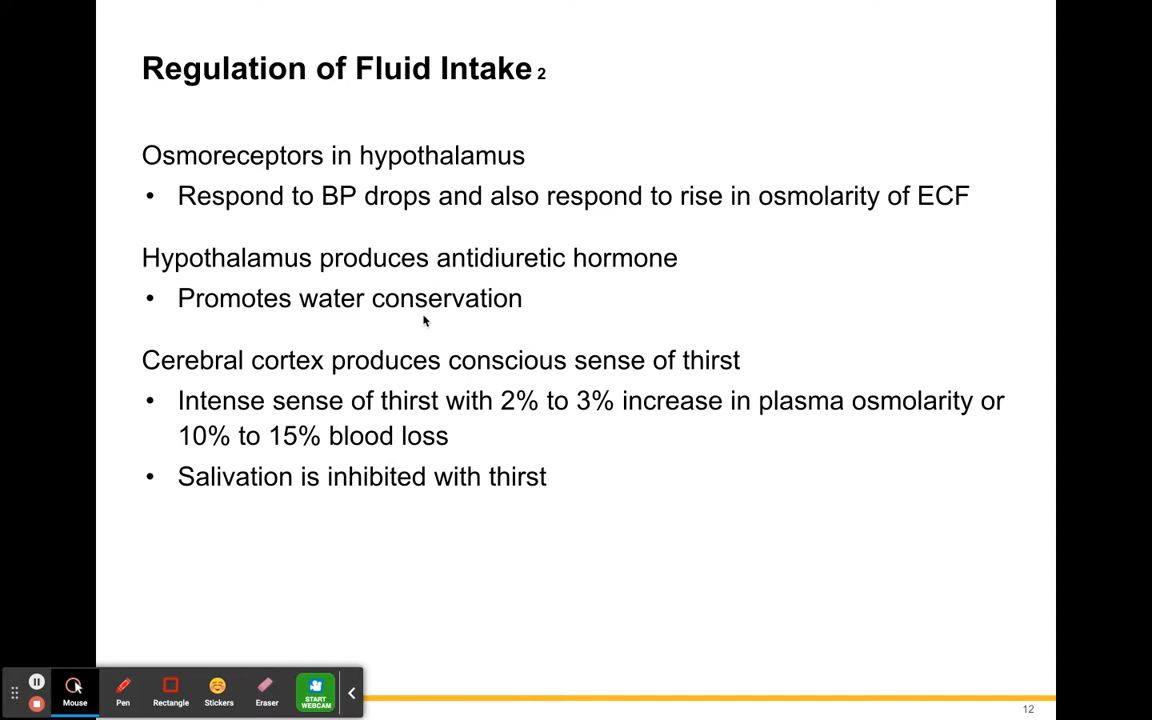 Regulation of Fluid Intake 2
Osmoreceptors in hypothalamus
• Respond to BP drops and also respond to rise in osmolarity of ECF
Hypothalamus produces antidiuretic hormone
• Promotes water conservation
Cerebral cortex produces conscious sense of thirst
• Intense sense of thirst with 2% to 3% increase in plasma osmolarity or
10% to 15% blood loss
• Salivation is inhibited with thirst
Mouse
Pen
Rectangle
Stickers
Eraser
START
WEBCAM
12